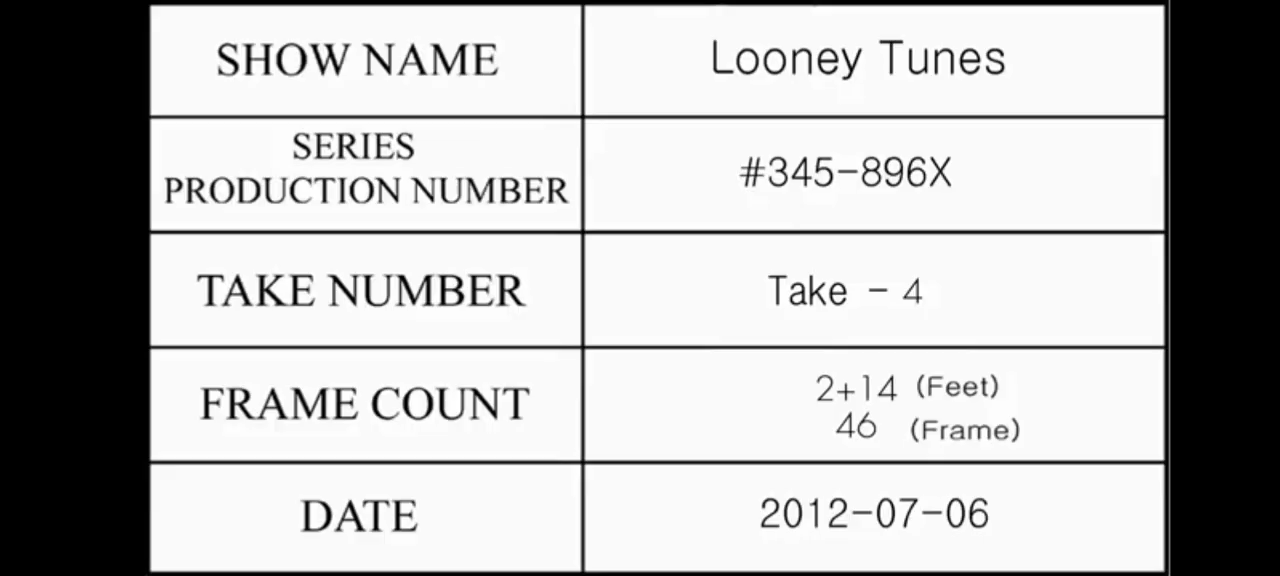 SHOW NAME
Looney Tunes
SERIES
PRODUCTION NUMBER
#345-896X
TAKE NUMBER
Take - 4
FRAME COUNT
2+14 (Feet)
46 (Frame)
DATE
2012-07-06